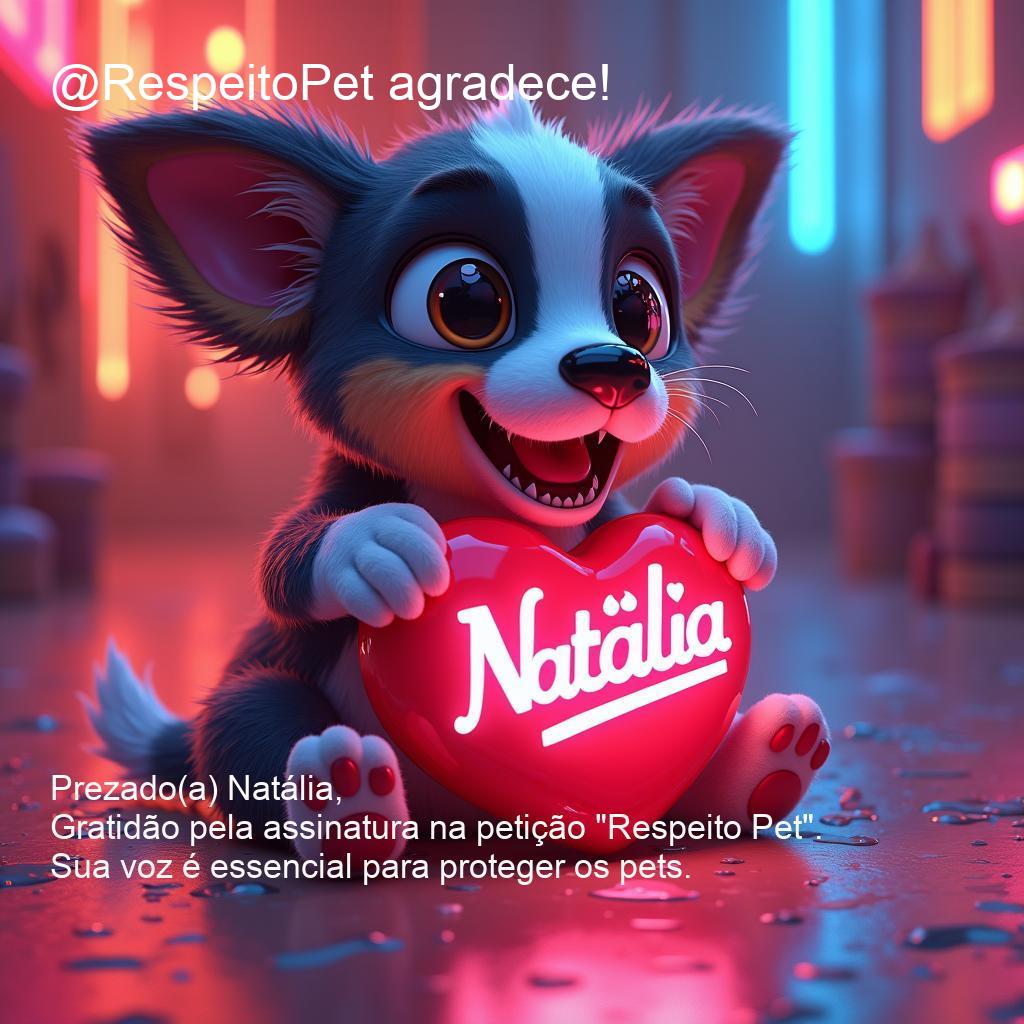 @RespeitoPet agradece!
Natälia
Prezado(a) Natália,
Gratidão pela assinatura na petição "Respeito Pet".
Sua voz é essencial para proteger os pets.